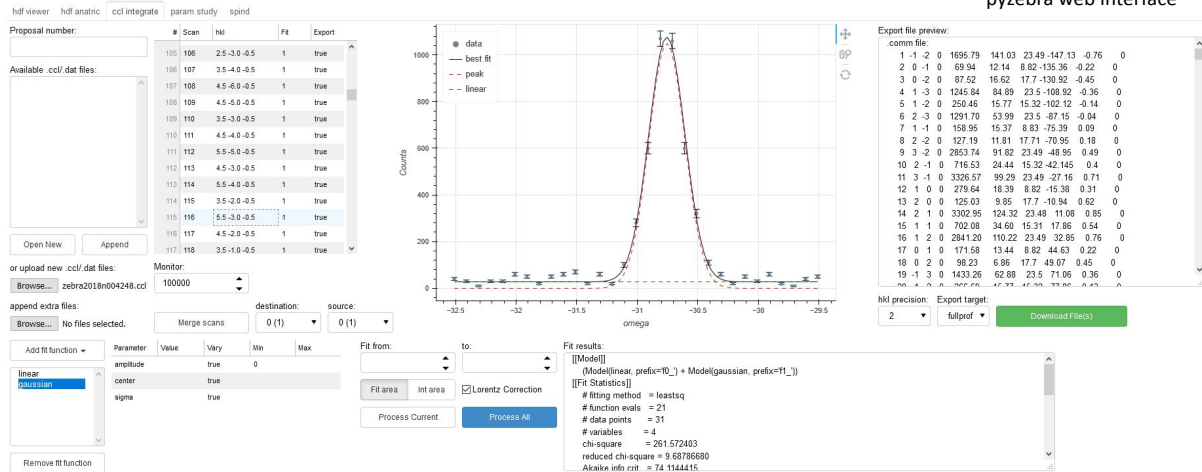 pyzebra web interface
hdf viewer hdf anatric ccl integrate param study spind
Proposal number:
Available .ccl/.dat files:
Open New Append
or upload new .ccl/.dat files:
Browse... zebra2018n004248.ccl
append extra files:
Browse... No files selected.
# Scan hkl Fit Export
105 106 2.5 -3.0 -0.5 1 true
106 107 3.5 -4.0 -0.5 1 true
107 108 4.5 -6.0 -0.5 1 true
108 109 4.5 -5.0 -0.5 1 true
109 110 3.5 -3.0 -0.5 1 true
110 111 4.5 -4.0 -0.5 1 true
111 112 5.5 -5.0 -0.5 1 true
112 113 4.5 -3.0 -0.5 1 true
113 114 5.5 -4.0 -0.5 1 true
114 115 3.5 -2.0 -0.5 1 true
115 116 5.5 -3.0 -0.5 1 true
116 117 4.5 -2.0 -0.5 1 true
117 118 3.5 -1.0 -0.5 1 true
Monitor:
100000
destination: source:
Merge scans 0 (1) 0 (1)
data
best fit
peak
linear
Counts
1000
800
600
400
200
0
-32.5 -32 -31.5 -31 -30.5 -30 -29.5
omega
Export file preview:
.comm file:
1 -1 -2 0 1695.79 141.03 23.49 -147.13 -0.76 0
2 0 -1 0 69.94 12.14 8.82 -135.36 -0.22 0
3 0 -2 0 87.52 16.62 17.7 -130.92 -0.45 0
4 1 -3 0 1245.84 84.89 23.5 -108.92 -0.36 0
5 1 -2 0 250.46 15.77 15.32 -102.12 -0.14 0
6 2 -3 0 1291.70 53.99 23.5 -87.15 -0.04 0
7 1 -1 0 158.95 15.37 8.83 -75.39 0.09 0
8 2 -2 0 127.19 11.81 17.71 -70.95 0.18 0
9 3 -2 0 2853.74 91.82 23.49 -48.95 0.49 0
10 2 -1 0 716.53 24.44 15.32 -42.145 0.4 0
11 3 -1 0 3326.57 99.29 23.49 -27.16 0.71 0
12 1 0 0 279.64 18.39 8.82 -15.38 0.31 0
13 2 0 0 125.03 9.85 17.7 -10.94 0.62 0
14 2 1 0 3302.95 124.32 23.48 11.08 0.85 0
15 1 1 0 702.08 34.60 15.31 17.86 0.54 0
16 1 2 0 2841.20 110.22 23.49 32.85 0.76 0
17 0 1 0 171.58 13.44 8.82 44.63 0.22 0
18 0 2 0 98.23 6.86 17.7 49.07 0.45 0
19 -1 3 0 1433.26 62.88 23.5 71.06 0.36 0
hkl precision: Export target:
2 fullprof Download File(s)
Add fit function
linear
gaussian
Remove fit function
Parameter Value Vary Min Max
amplitude true 0
center true
sigma true
Fit from: to:
Fit area Int area Lorentz Correction
Process Current Process All
Fit results:
[[Model]]
(Model(linear, prefix='f0_') + Model(gaussian, prefix='f1_'))
[[Fit Statistics]]
# fitting method = leastsq
# function evals = 21
# data points = 31
# variables = 4
chi-square = 261.572403
reduced chi-square = 9.68786680
Akaike info crit. = 74.1144415